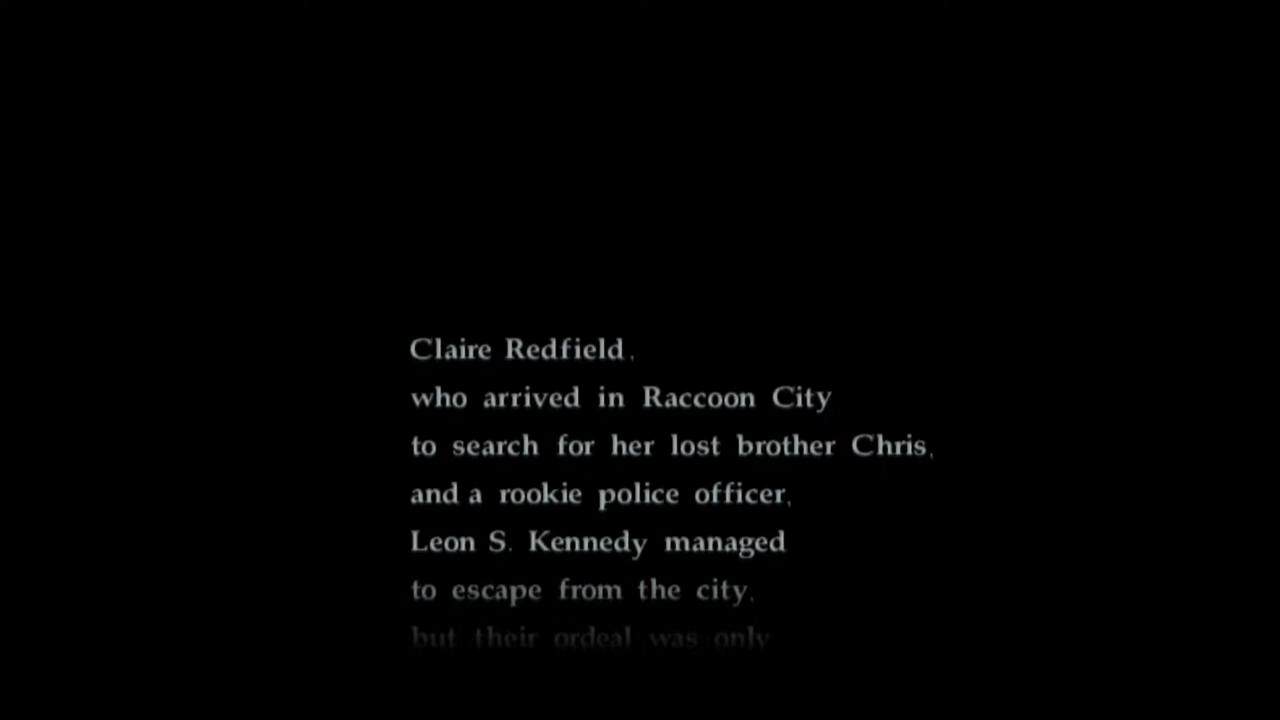 Claire Redfield,
who arrived in Raccoon City
to search for her lost brother Chris,
and a rookie police officer,
Leon S. Kennedy managed
to escape from the city,
but their ordeal was only